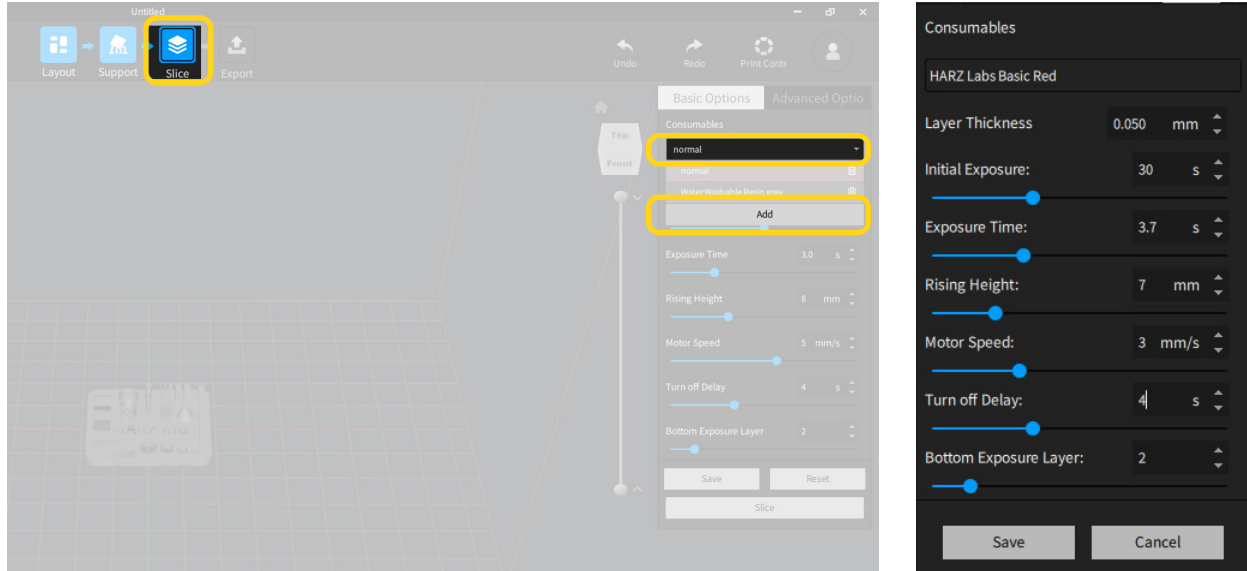 Untitled
Layout
Support
Slice
Export
Undo
Redo
Print Contr
Basic Options
Advanced Optio
Consumables
normal
normal
Water Washable Resin grey
Add
Exposure Time 3.0 s
Rising Height 8 mm
Motor Speed 5 mm/s
Turn off Delay 4 s
Bottom Exposure Layer 2
Save
Reset
Slice
Top
Front
HARZ LABS
Consumables
HARZ Labs Basic Red
Layer Thickness 0.050 mm
Initial Exposure: 30 s
Exposure Time: 3.7 s
Rising Height: 7 mm
Motor Speed: 3 mm/s
Turn off Delay: 4 s
Bottom Exposure Layer: 2
Save
Cancel